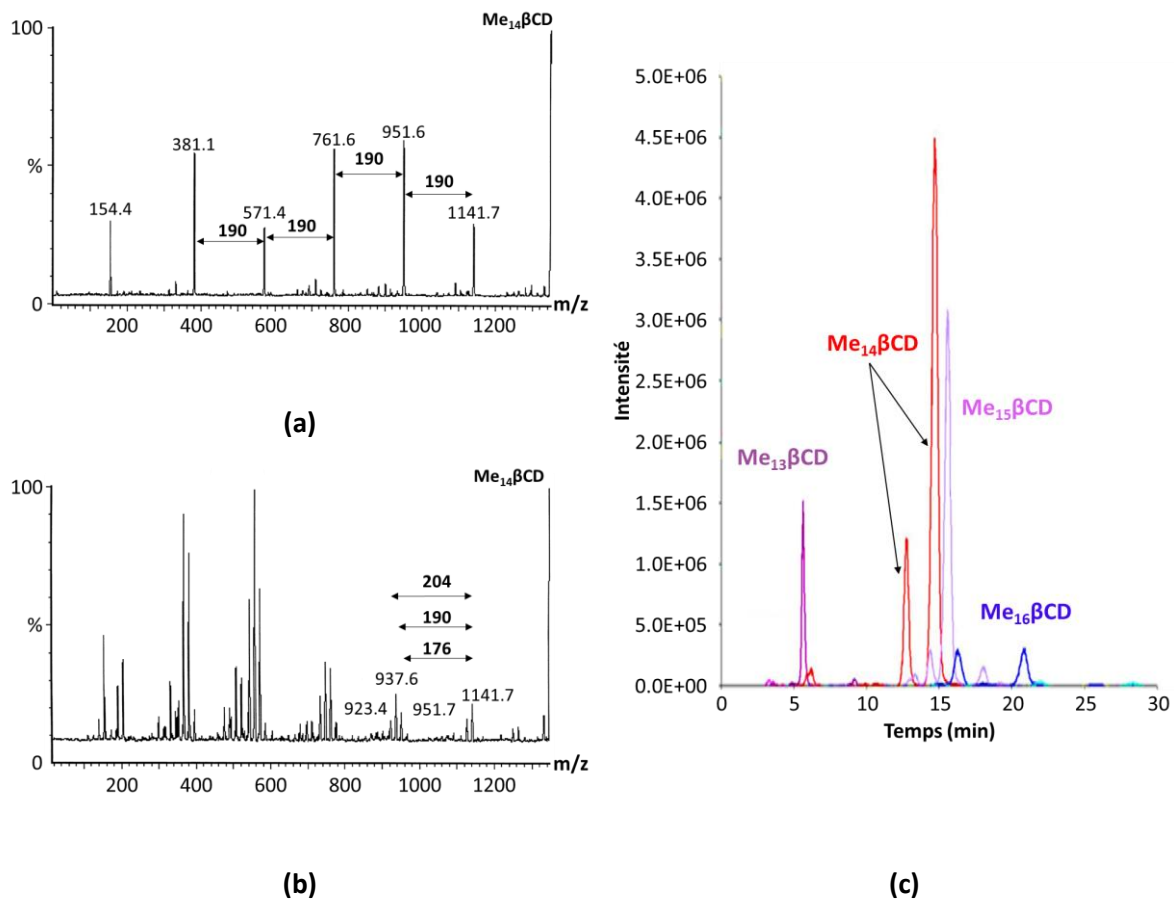 Me14βCD
100
381.1
761.6
951.6
190
%
190
154.4
190
571.4
190
1141.7
0
200 400 600 800 1000 1200
m/z
(a)
Me14βCD
100
204
190
%
176
937.6
923.4
951.7
1141.7
0
200 400 600 800 1000 1200
m/z
(b)
5.0E+06
4.5E+06
4.0E+06
3.5E+06
3.0E+06
2.5E+06
2.0E+06
1.5E+06
1.0E+06
5.0E+05
0.0E+00
Intensité
Me14βCD
Me15βCD
Me13βCD
Me16βCD
0 5 10 15 20 25 30
Temps (min)
(c)